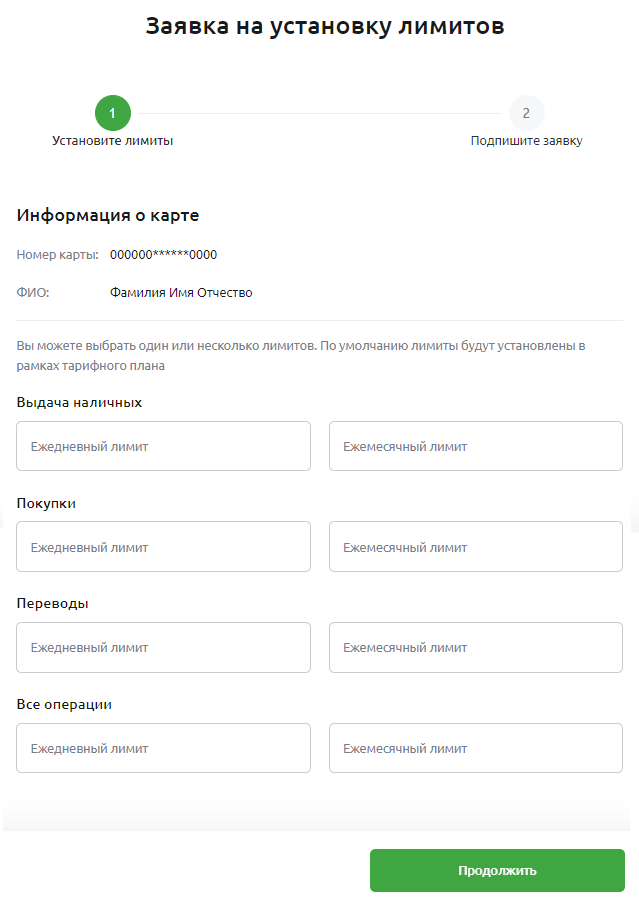 Заявка на установку лимитов
1
2
Установите лимиты
Подпишите заявку
Информация о карте
Номер карты: 000000******0000
ФИО: Фамилия Имя Отчество
Вы можете выбрать один или несколько лимитов. По умолчанию лимиты будут установлены в
рамках тарифного плана
Выдача наличных
Ежедневный лимит
Ежемесячный лимит
Покупки
Ежедневный лимит
Ежемесячный лимит
Переводы
Ежедневный лимит
Ежемесячный лимит
Все операции
Ежедневный лимит
Ежемесячный лимит
Продолжить